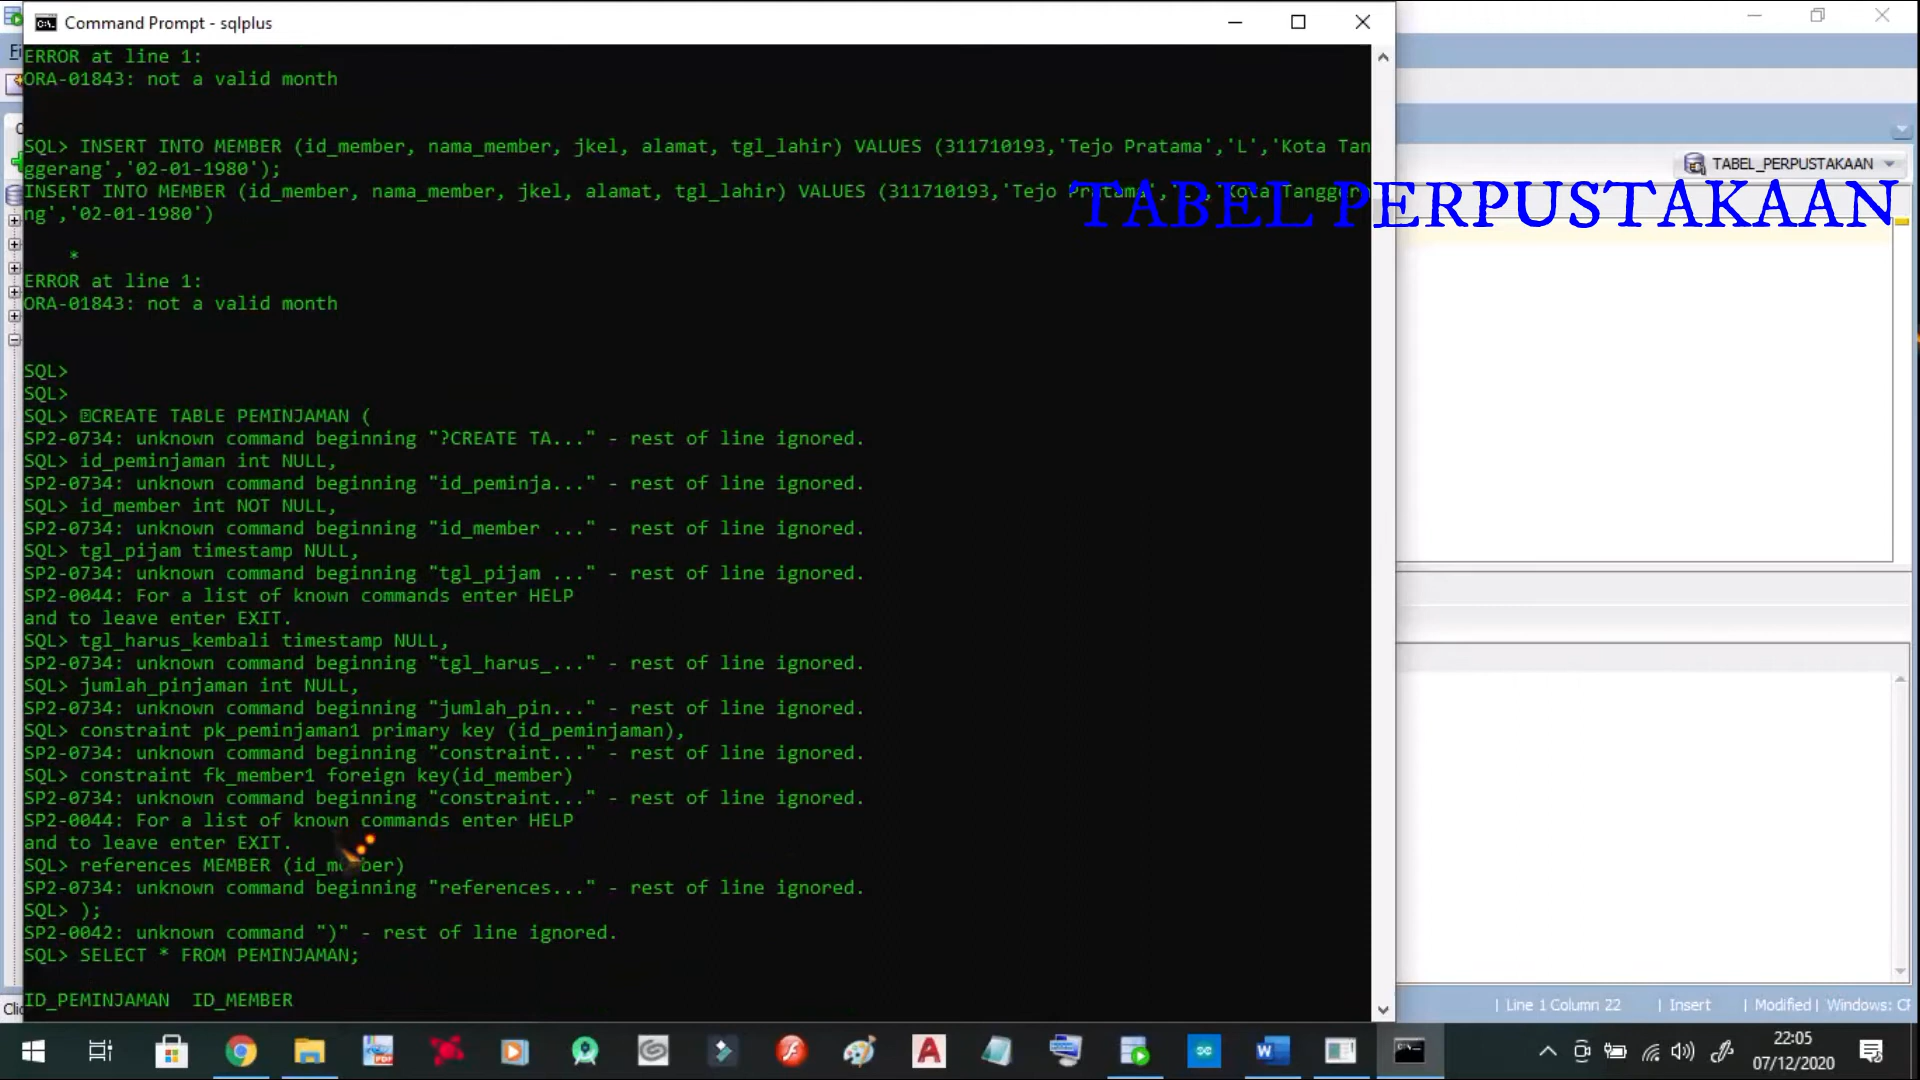 Command Prompt - sqlplus
ERROR at line 1:
ORA-01843: not a valid month
SQL> INSERT INTO MEMBER (id_member, nama_member, jkel, alamat, tgl_lahir) VALUES (311710193,'Tejo Pratama','L','Kota Tan
ggerang','02-01-1980');
INSERT INTO MEMBER (id_member, nama_member, jkel, alamat, tgl_lahir) VALUES (311710193,'Tejo Pratama','L','Kota Tangger
ng','02-01-1980')
*
ERROR at line 1:
ORA-01843: not a valid month
TABEL_PERPUSTAKAAN
TABEL PERPUSTAKAAN
SQL>
SQL>
SQL> CREATE TABLE PEMINJAMAN (
SP2-0734: unknown command beginning "?CREATE TA..." - rest of line ignored.
SQL> id_peminjaman int NULL,
SP2-0734: unknown command beginning "id_peminja..." - rest of line ignored.
SQL> id_member int NOT NULL,
SP2-0734: unknown command beginning "id_member ..." - rest of line ignored.
SQL> tgl_pijam timestamp NULL,
SP2-0734: unknown command beginning "tgl_pijam ..." - rest of line ignored.
SP2-0044: For a list of known commands enter HELP
and to leave enter EXIT.
SQL> tgl_harus_kembali timestamp NULL,
SP2-0734: unknown command beginning "tgl_harus_..." - rest of line ignored.
SQL> jumlah_pinjaman int NULL,
SP2-0734: unknown command beginning "jumlah_pin..." - rest of line ignored.
SQL> constraint pk_peminjaman1 primary key (id_peminjaman),
SP2-0734: unknown command beginning "constraint..." - rest of line ignored.
SQL> constraint fk_member1 foreign key(id_member)
SP2-0734: unknown command beginning "constraint..." - rest of line ignored.
SP2-0044: For a list of known commands enter HELP
and to leave enter EXIT.
SQL> references MEMBER (id_member)
SP2-0734: unknown command beginning "references..." - rest of line ignored.
SQL> );
SP2-0042: unknown command ")" - rest of line ignored.
SQL> SELECT * FROM PEMINJAMAN;
ID_PEMINJAMAN ID_MEMBER
Line 1 Column 22 | Insert | Modified | Windows: CR
22:05
07/12/2020